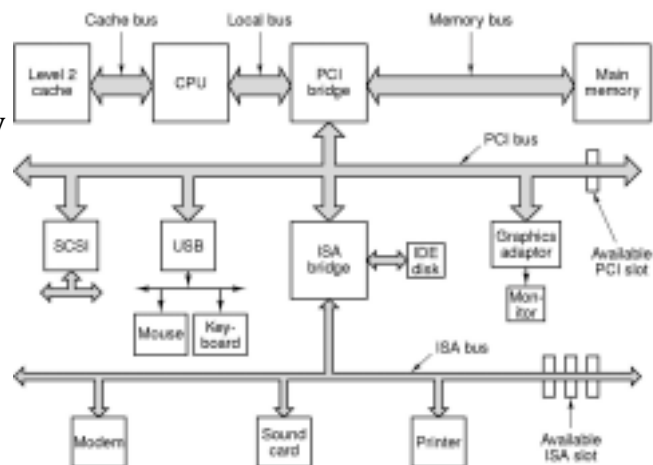 Cache bus
Local bus
Memory bus
Level 2
cache
CPU
PCI
bridge
Main
memory
y
PCI bus
SCSI
USB
ISA
bridge
IDE
disk
Graphics
adaptor
Available
PCI slot
Mon-
itor
Mouse
Key-
board
ISA bus
Modem
Sound
card
Printer
Available
ISA slot